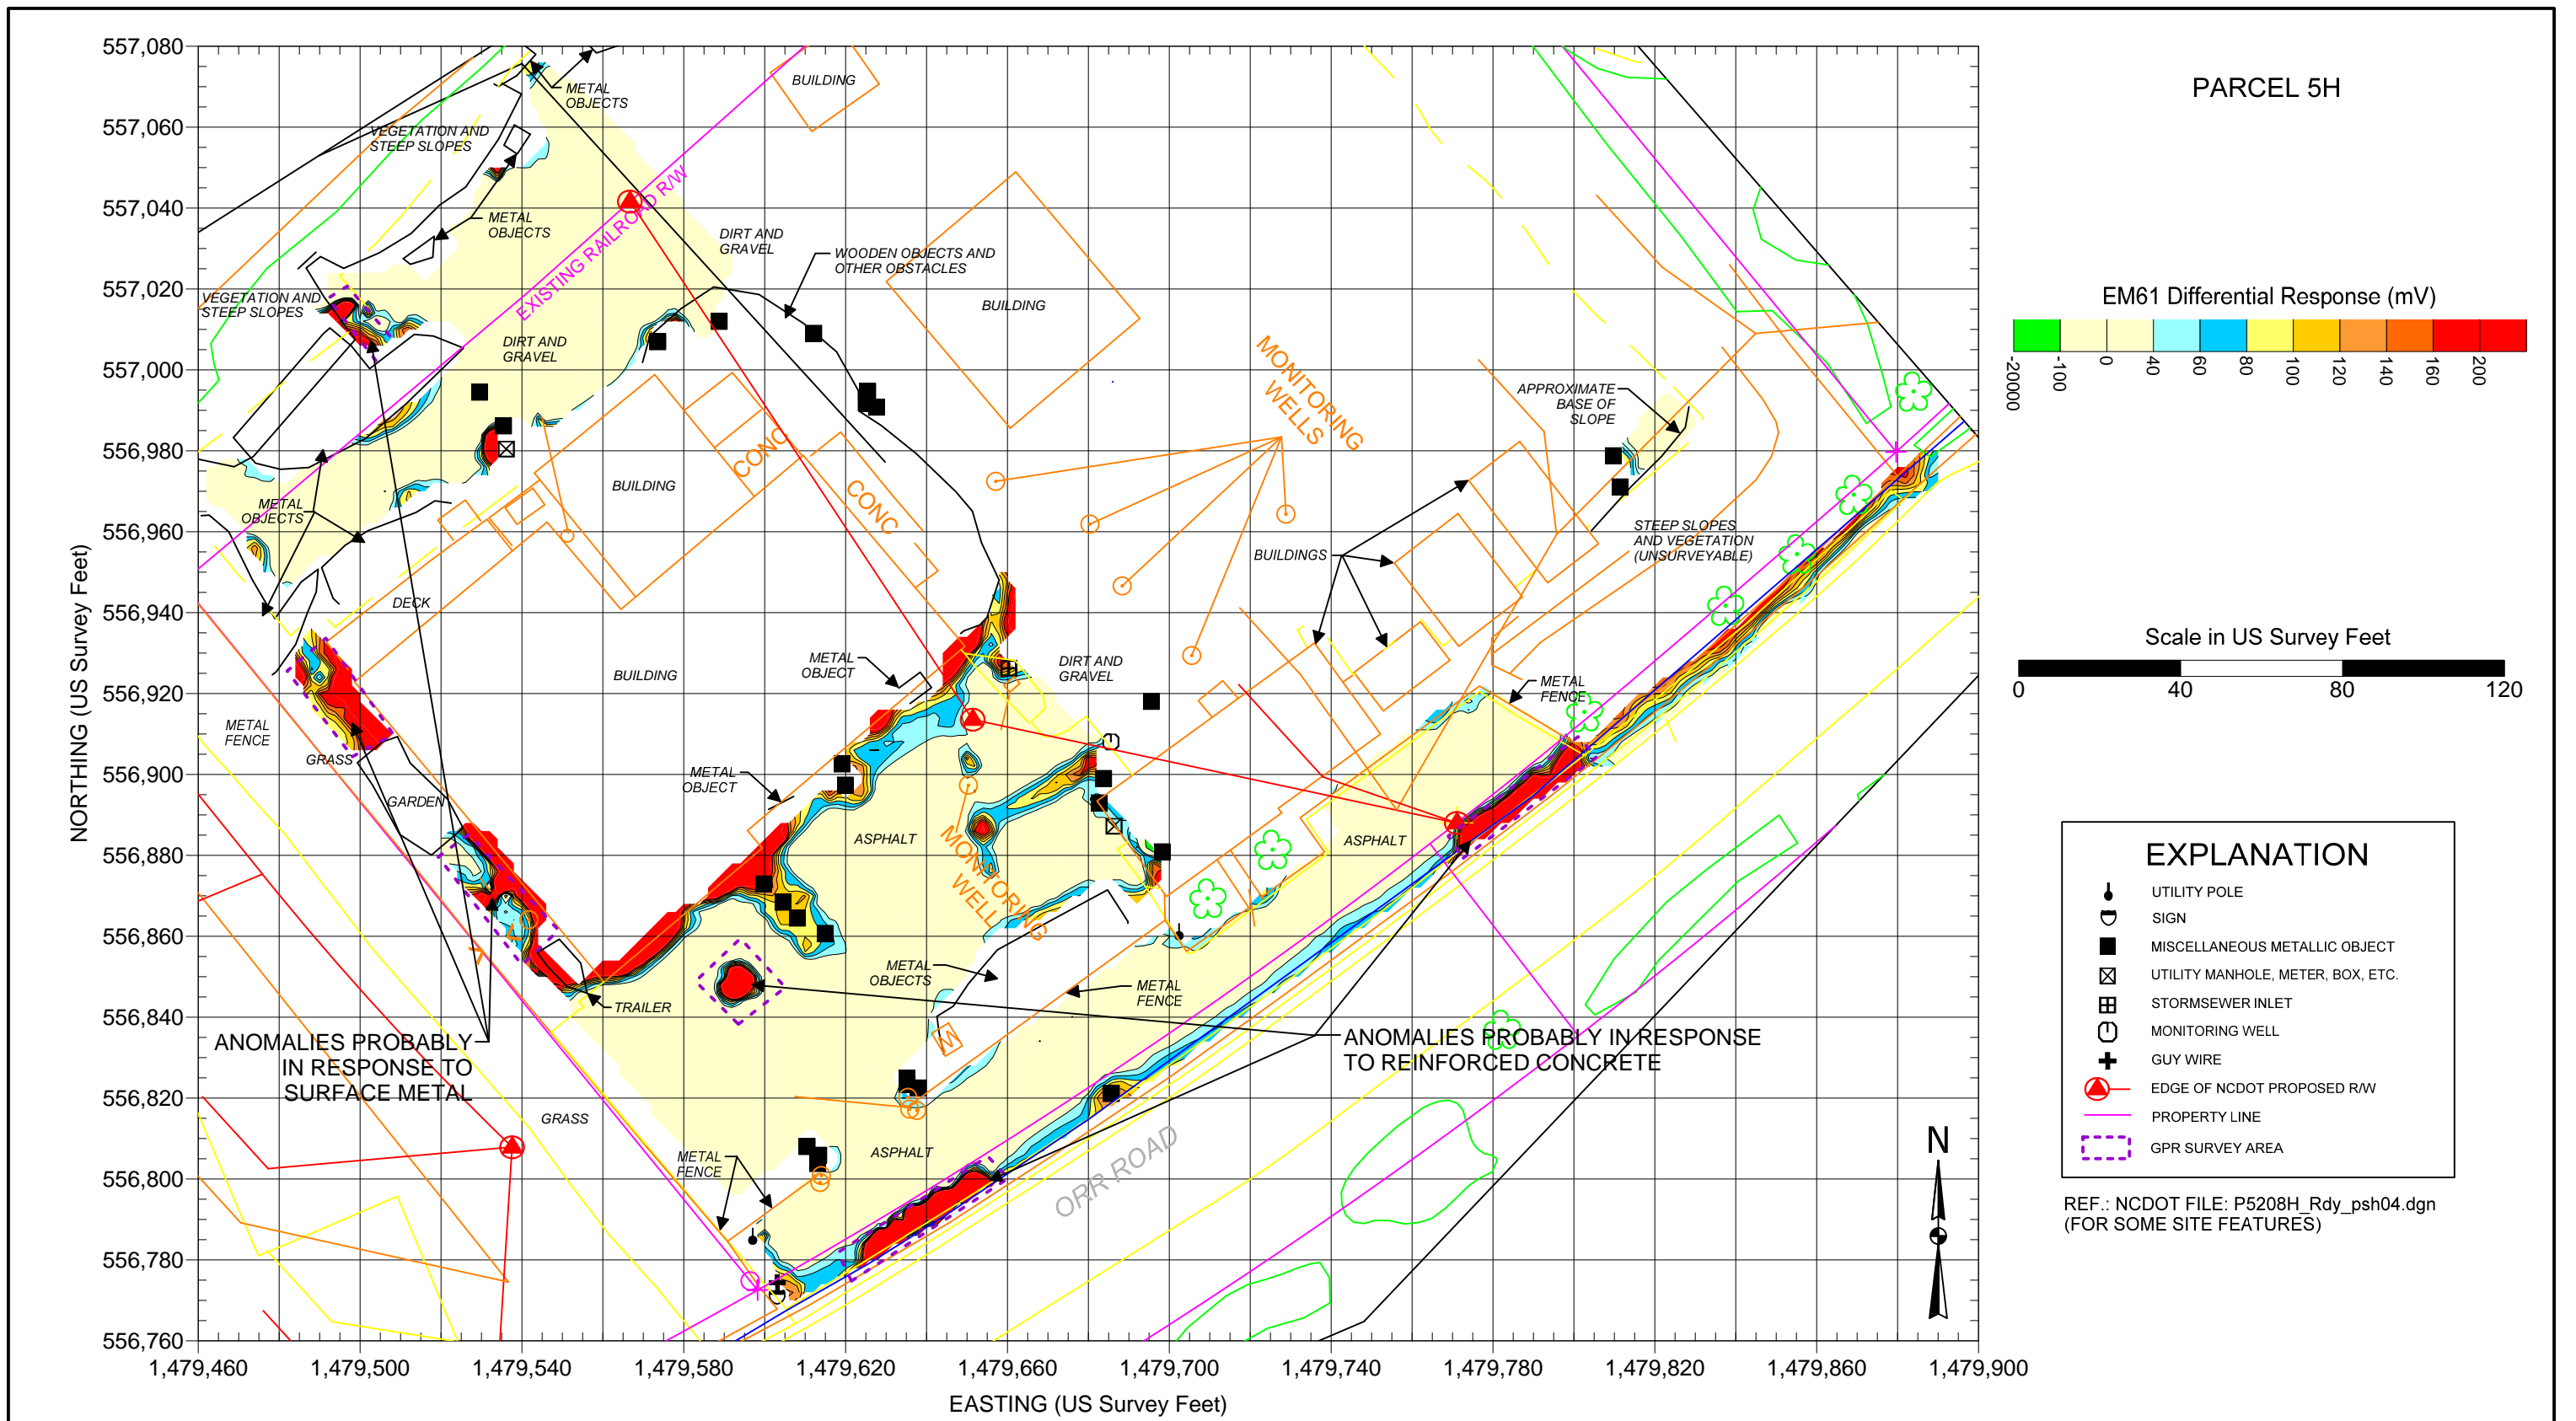 PARCEL 5H
557,080
557,060
557,040
557,020
557,000
556,980
556,960
556,940
556,920
556,900
556,880
556,860
556,840
556,820
556,800
556,780
556,760
NORTHING (US Survey Feet)
1,479,460
1,479,500
1,479,540
1,479,580
1,479,620
1,479,660
1,479,700
1,479,740
1,479,780
1,479,820
1,479,860
1,479,900
EASTING (US Survey Feet)
METAL
OBJECTS
BUILDING
VEGETATION AND
STEEP SLOPES
METAL
OBJECTS
EXISTING RAILROAD R/W
DIRT AND
GRAVEL
WOODEN OBJECTS AND
OTHER OBSTACLES
VEGETATION AND
STEEP SLOPES
BUILDING
DIRT AND
GRAVEL
MONITORING
WELLS
APPROXIMATE
BASE OF
SLOPE
CONC
BUILDING
CONC
METAL
OBJECTS
STEEP SLOPES
AND VEGETATION
(UNSURVEYABLE)
BUILDINGS
DECK
METAL
OBJECT
DIRT AND
GRAVEL
BUILDING
METAL
FENCE
METAL
FENCE
GRASS
METAL
OBJECT
GARDEN
ASPHALT
ASPHALT
MONITORING
WELL
METAL
OBJECTS
METAL
FENCE
TRAILER
W
ANOMALIES PROBABLY
IN RESPONSE TO
SURFACE METAL
ANOMALIES PROBABLY IN RESPONSE
TO REINFORCED CONCRETE
GRASS
METAL
FENCE
ASPHALT
ORR ROAD
EM61 Differential Response (mV)
-20000
-100
0
40
60
80
100
120
140
160
200
Scale in US Survey Feet
0
40
80
120
EXPLANATION
UTILITY POLE
SIGN
MISCELLANEOUS METALLIC OBJECT
UTILITY MANHOLE, METER, BOX, ETC.
STORMSEWER INLET
MONITORING WELL
GUY WIRE
EDGE OF NCDOT PROPOSED R/W
PROPERTY LINE
GPR SURVEY AREA
N
REF.: NCDOT FILE: P5208H_Rdy_psh04.dgn
(FOR SOME SITE FEATURES)